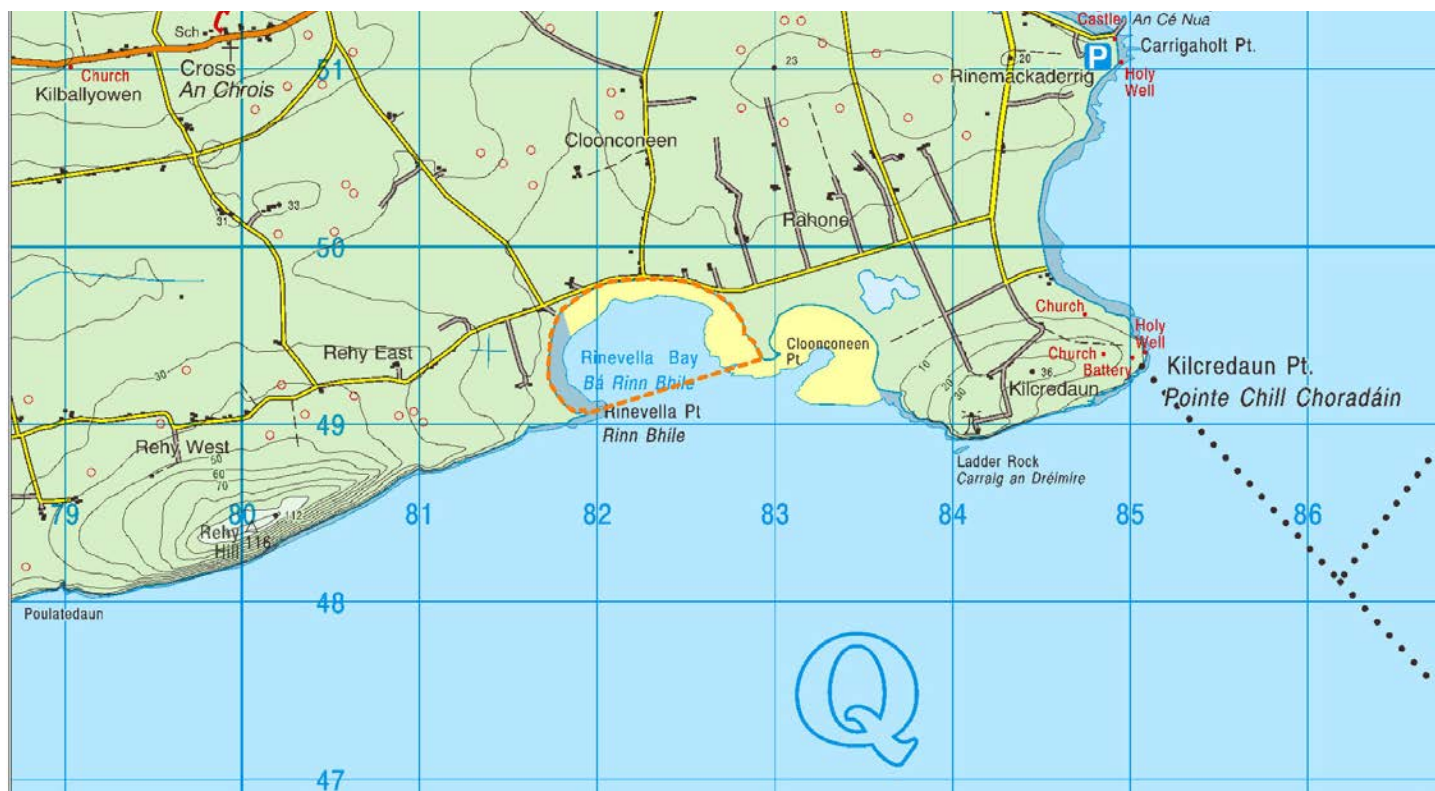 Castle
An Cé Nua
Carrigaholt Pt.
P
Sch
Church
Kilballyowen
Cross
An Chrois
51
23
20
Rinemackaderrig
Holy
Well
Cloonconeen
33
31
Rahone
50
Rehy East
30
Rinevella Bay
Bá Rinn Bhile
Cloonconeen
Pt.
Church
Holy
Well
Church
Battery
10
20
30
36
Kilcredaun
Kilcredaun Pt.
Pointe Chill Choradáin
Rinevella Pt
Rinn Bhile
49
Rehy West
50
60
70
Ladder Rock
Carraig an Dréimire
79
80
81
82
83
84
85
86
Rehy
Hill
116
112
48
Poulatedaun
Q
47